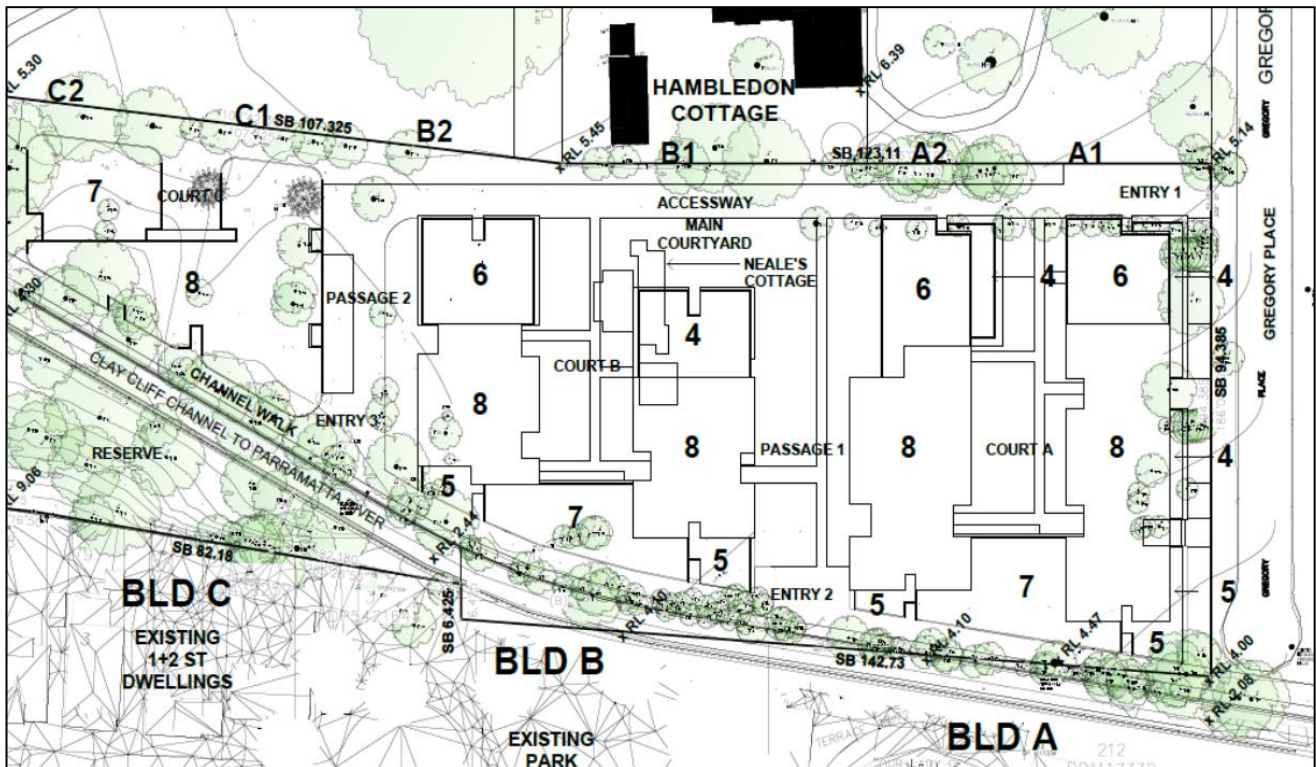 GREGORY
GREGORY
x RL 6.39
RL 5.30
HAMBLEDON
COTTAGE
C2
C1
SB 107.325
B2
x RL 5.45
B1
SB 123.11
A2
A1
x RL 5.14
ENTRY 1
7
COURT C
ACCESSWAY
MAIN
COURTYARD
NEALE'S
COTTAGE
6
6
4
6
4
GREGORY PLACE
8
PASSAGE 2
4
COURT B
SB 94.385
PLACE
RL 4.30
CLAY CLIFF CHANNEL TO PARRAMATTA RIVER
CHANNEL WALK
ENTRY 3
8
8
PASSAGE 1
8
COURT A
8
4
RESERVE
RL 9.06
5
7
5
x RL 2.44
ENTRY 2
5
7
5
5
GREGORY
SB 82.18
SB 6.425
SB 142.73
x RL 4.10
x RL 4.47
x RL 4.00
x RL 2.08
BLD C
EXISTING
1+2 ST
DWELLINGS
BLD B
EXISTING
PARK
BLD A
TERRACE
212